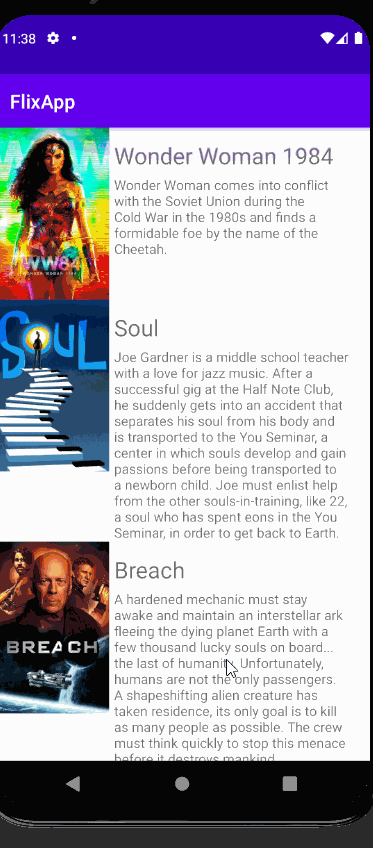 11:38
FlixApp
Wonder Woman 1984
Wonder Woman comes into conflict
with the Soviet Union during the
Cold War in the 1980s and finds a
formidable foe by the name of the
Cheetah.
WW84
SOUL
Soul
Joe Gardner is a middle school teacher
with a love for jazz music. After a
successful gig at the Half Note Club,
he suddenly gets into an accident that
separates his soul from his body and
is transported to the You Seminar, a
center in which souls develop and gain
passions before being transported to
a newborn child. Joe must enlist help
from the other souls-in-training, like 22,
a soul who has spent eons in the You
Seminar, in order to get back to Earth.
BREACH
Breach
A hardened mechanic must stay
awake and maintain an interstellar ark
fleeing the dying planet Earth with a
few thousand lucky souls on board...
the last of humanity. Unfortunately,
humans are not the only passengers.
A shapeshifting alien creature has
taken residence, its only goal is to kill
as many people as possible. The crew
must think quickly to stop this menace
before it destroys mankind.